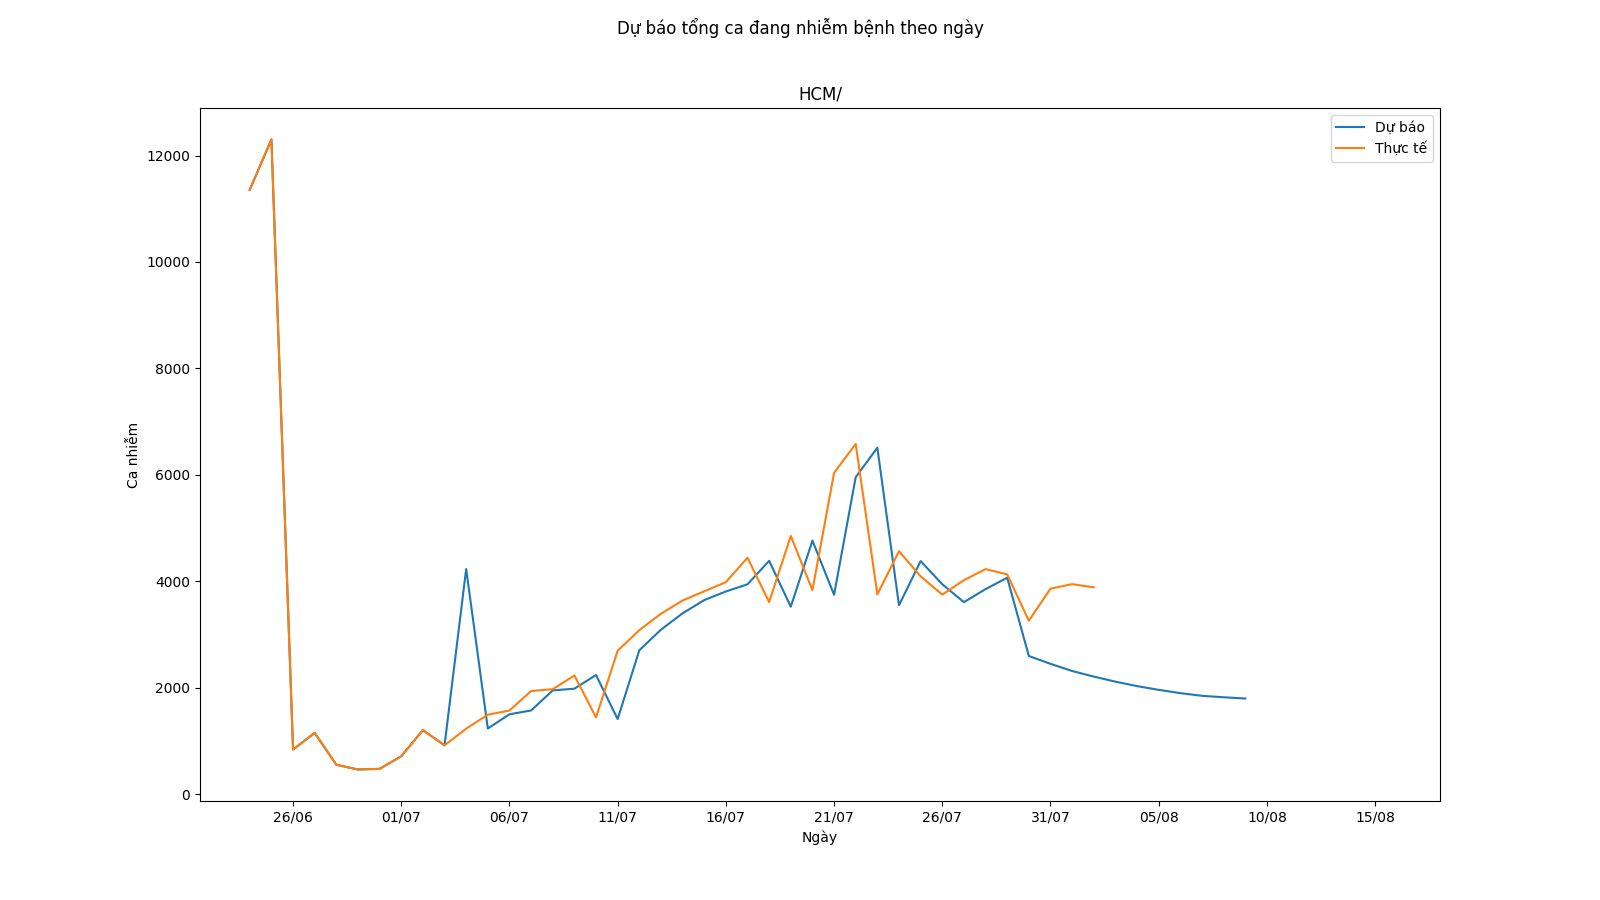 Dự báo tổng ca đang nhiễm bệnh theo ngày
HCM/
Dự báo
Thực tế
12000
10000
8000
6000
4000
2000
0
Ca nhiễm
26/06 01/07 06/07 11/07 16/07 21/07 26/07 31/07 05/08 10/08 15/08
Ngày